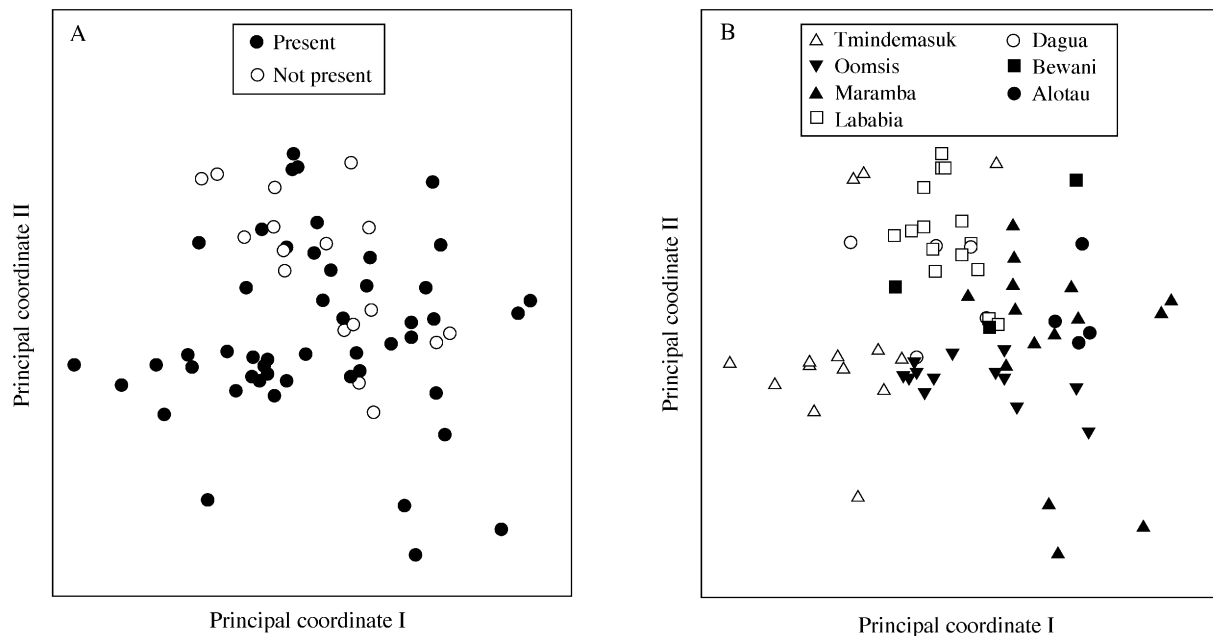 A
Present
Not present
Principal coordinate II
Principal coordinate I
B
Tmindemasuk
Oomsis
Maramba
Lababia
Dagua
Bewani
Alotau
Principal coodinate II
Principal coordinate I